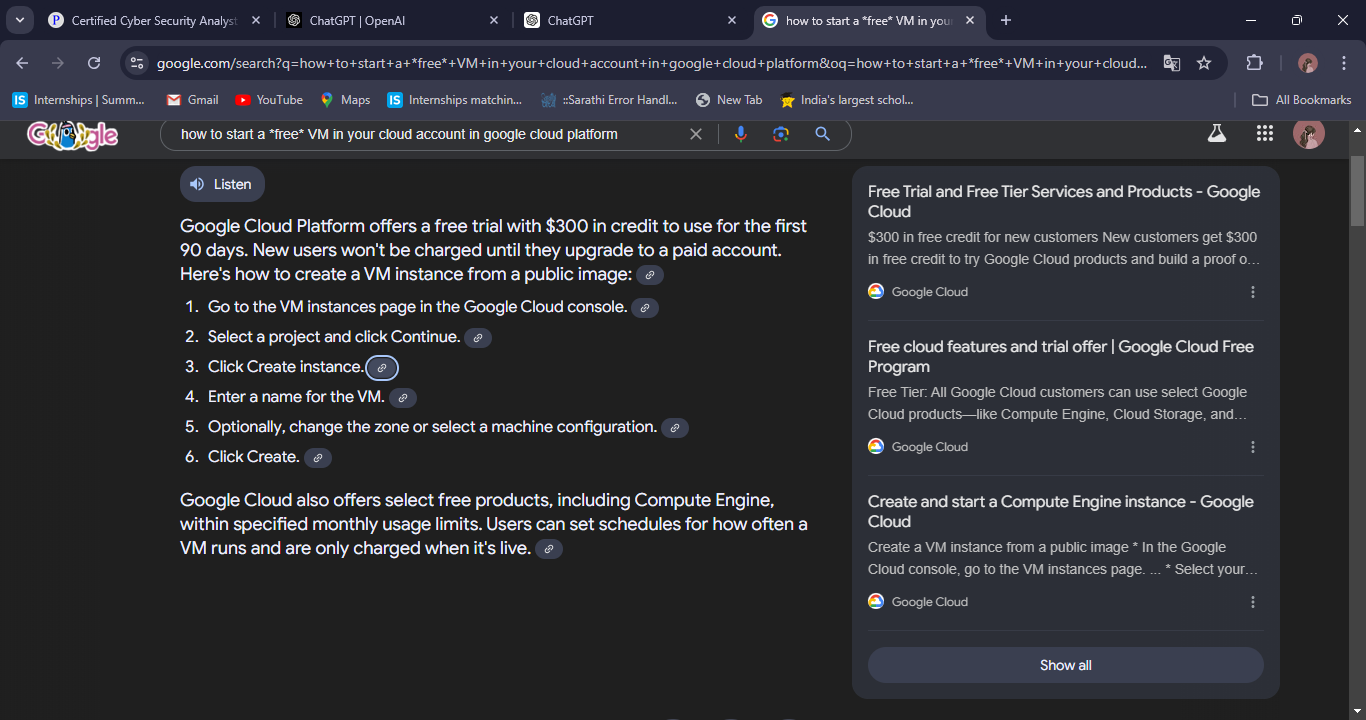 Certified Cyber Security Analyst
ChatGPT | OpenAI
ChatGPT
how to start a *free* VM in you
google.com/search?q=how+to+start+a+*free*+VM+in+your+cloud+account+in+google+cloud+platform&oq=how+to+start+a+*free*+VM+in+your+cloud...
Internships | Summ...
Gmail
YouTube
Maps
Internships matchin...
::Sarathi Error Handl...
New Tab
India's largest schol...
All Bookmarks
Google
how to start a *free* VM in your cloud account in google cloud platform
Listen
Google Cloud Platform offers a free trial with $300 in credit to use for the first
90 days. New users won't be charged until they upgrade to a paid account.
Here's how to create a VM instance from a public image:
1. Go to the VM instances page in the Google Cloud console.
2. Select a project and click Continue.
3. Click Create instance.
4. Enter a name for the VM.
5. Optionally, change the zone or select a machine configuration.
6. Click Create.
Google Cloud also offers select free products, including Compute Engine,
within specified monthly usage limits. Users can set schedules for how often a
VM runs and are only charged when it's live.
Free Trial and Free Tier Services and Products - Google
Cloud
$300 in free credit for new customers New customers get $300
in free credit to try Google Cloud products and build a proof o...
Google Cloud
Free cloud features and trial offer | Google Cloud Free
Program
Free Tier: All Google Cloud customers can use select Google
Cloud products—like Compute Engine, Cloud Storage, and...
Google Cloud
Create and start a Compute Engine instance - Google
Cloud
Create a VM instance from a public image * In the Google
Cloud console, go to the VM instances page. ... * Select your...
Google Cloud
Show all